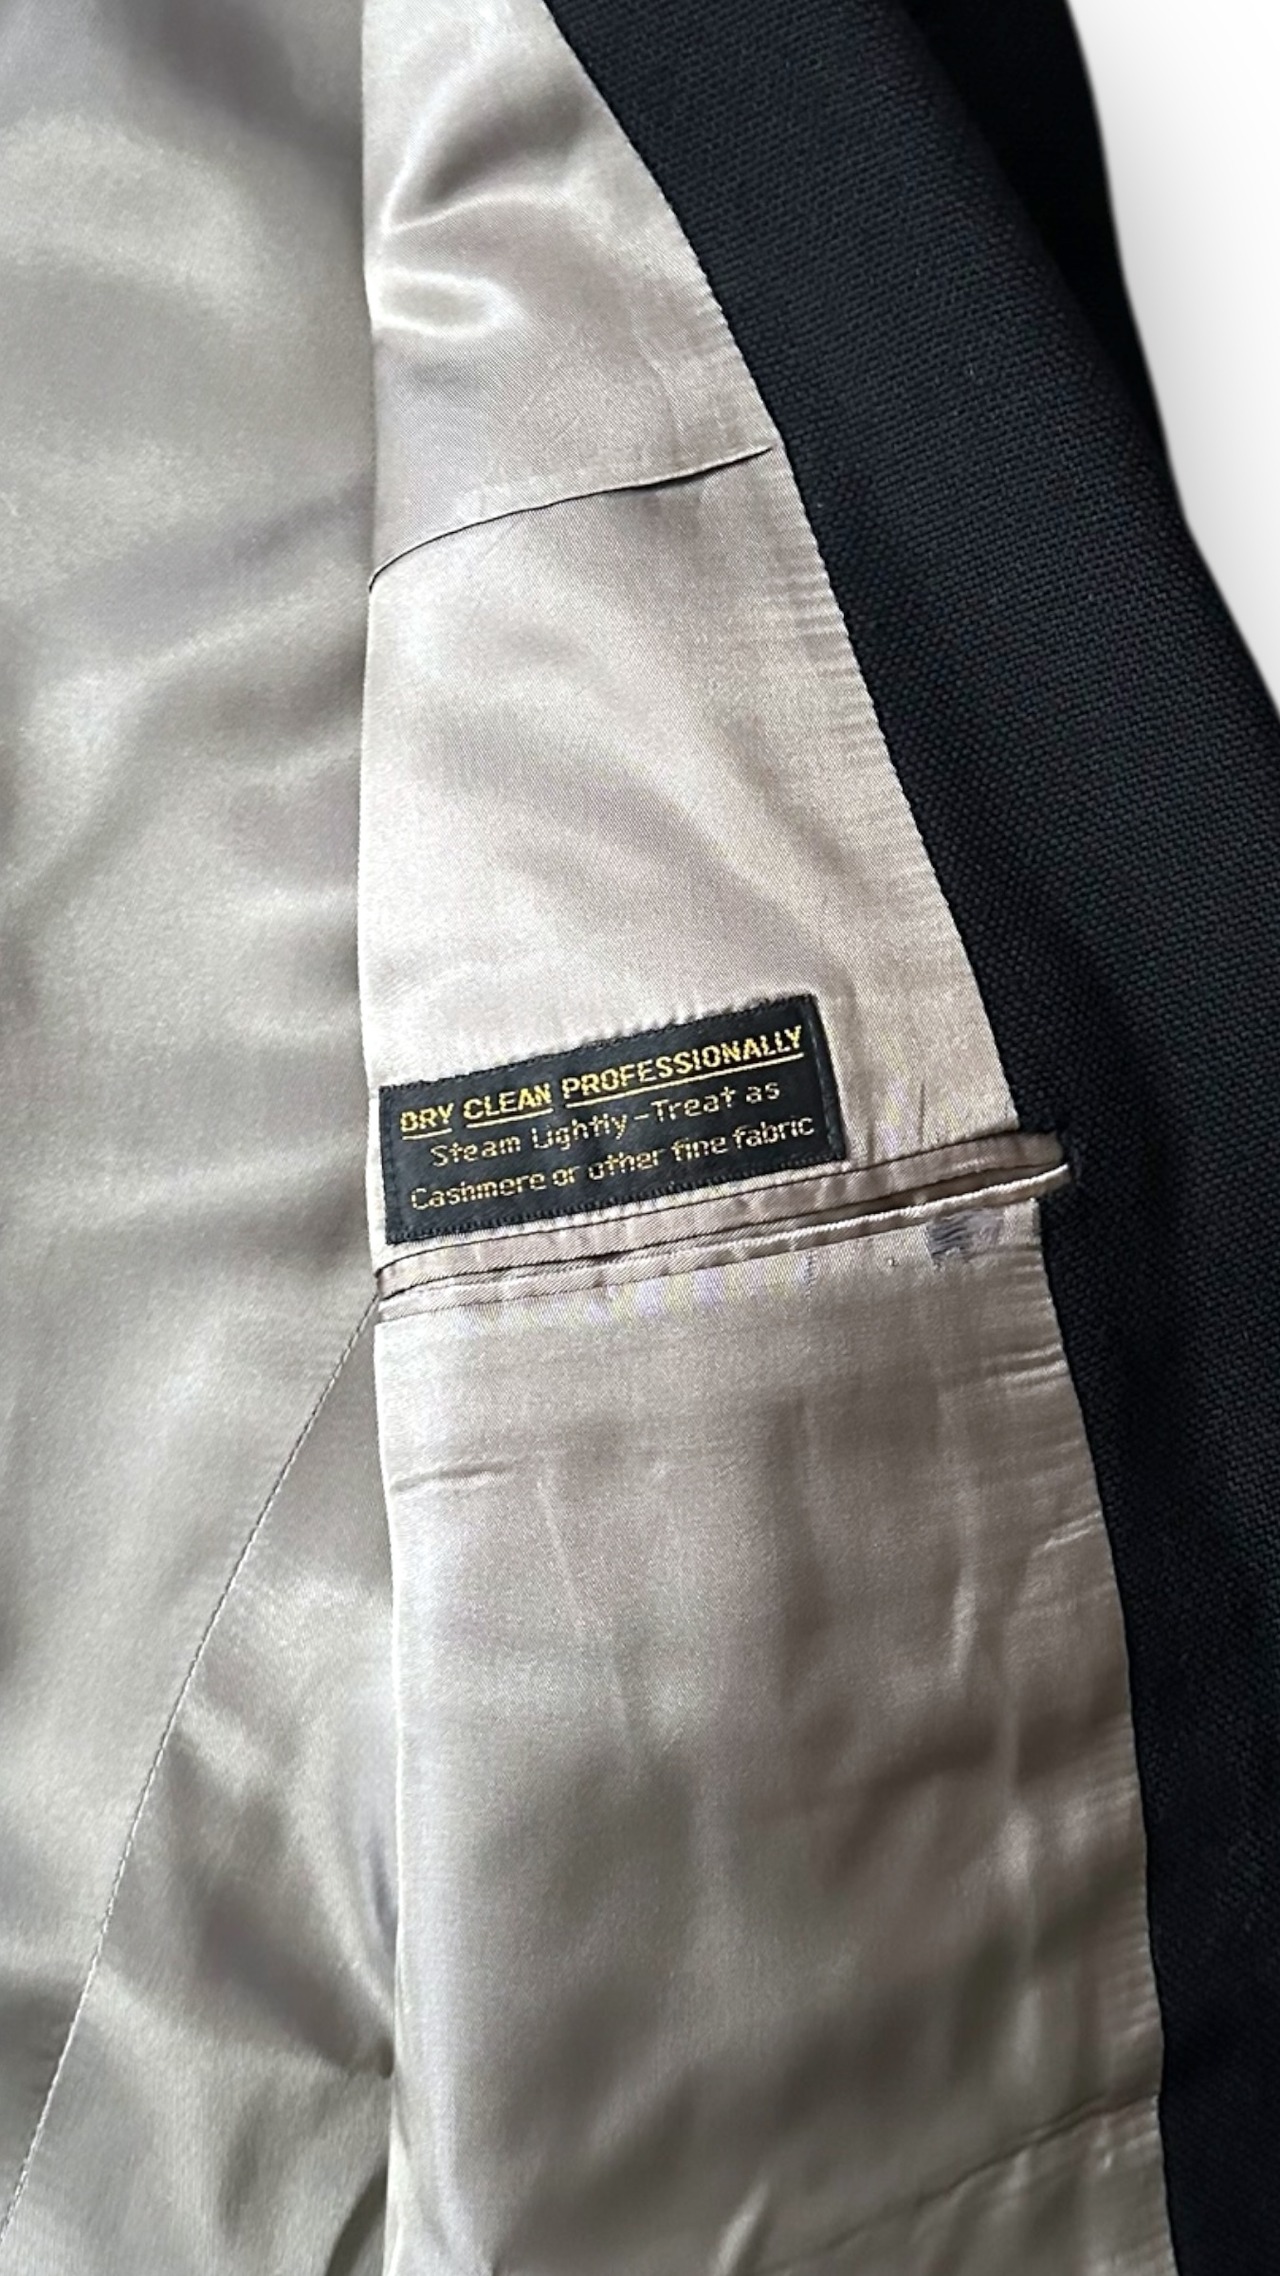 DRY CLEAN PROFESSIONALLY
Steam Lightly-Treat as
Cashmere or other fine fabric